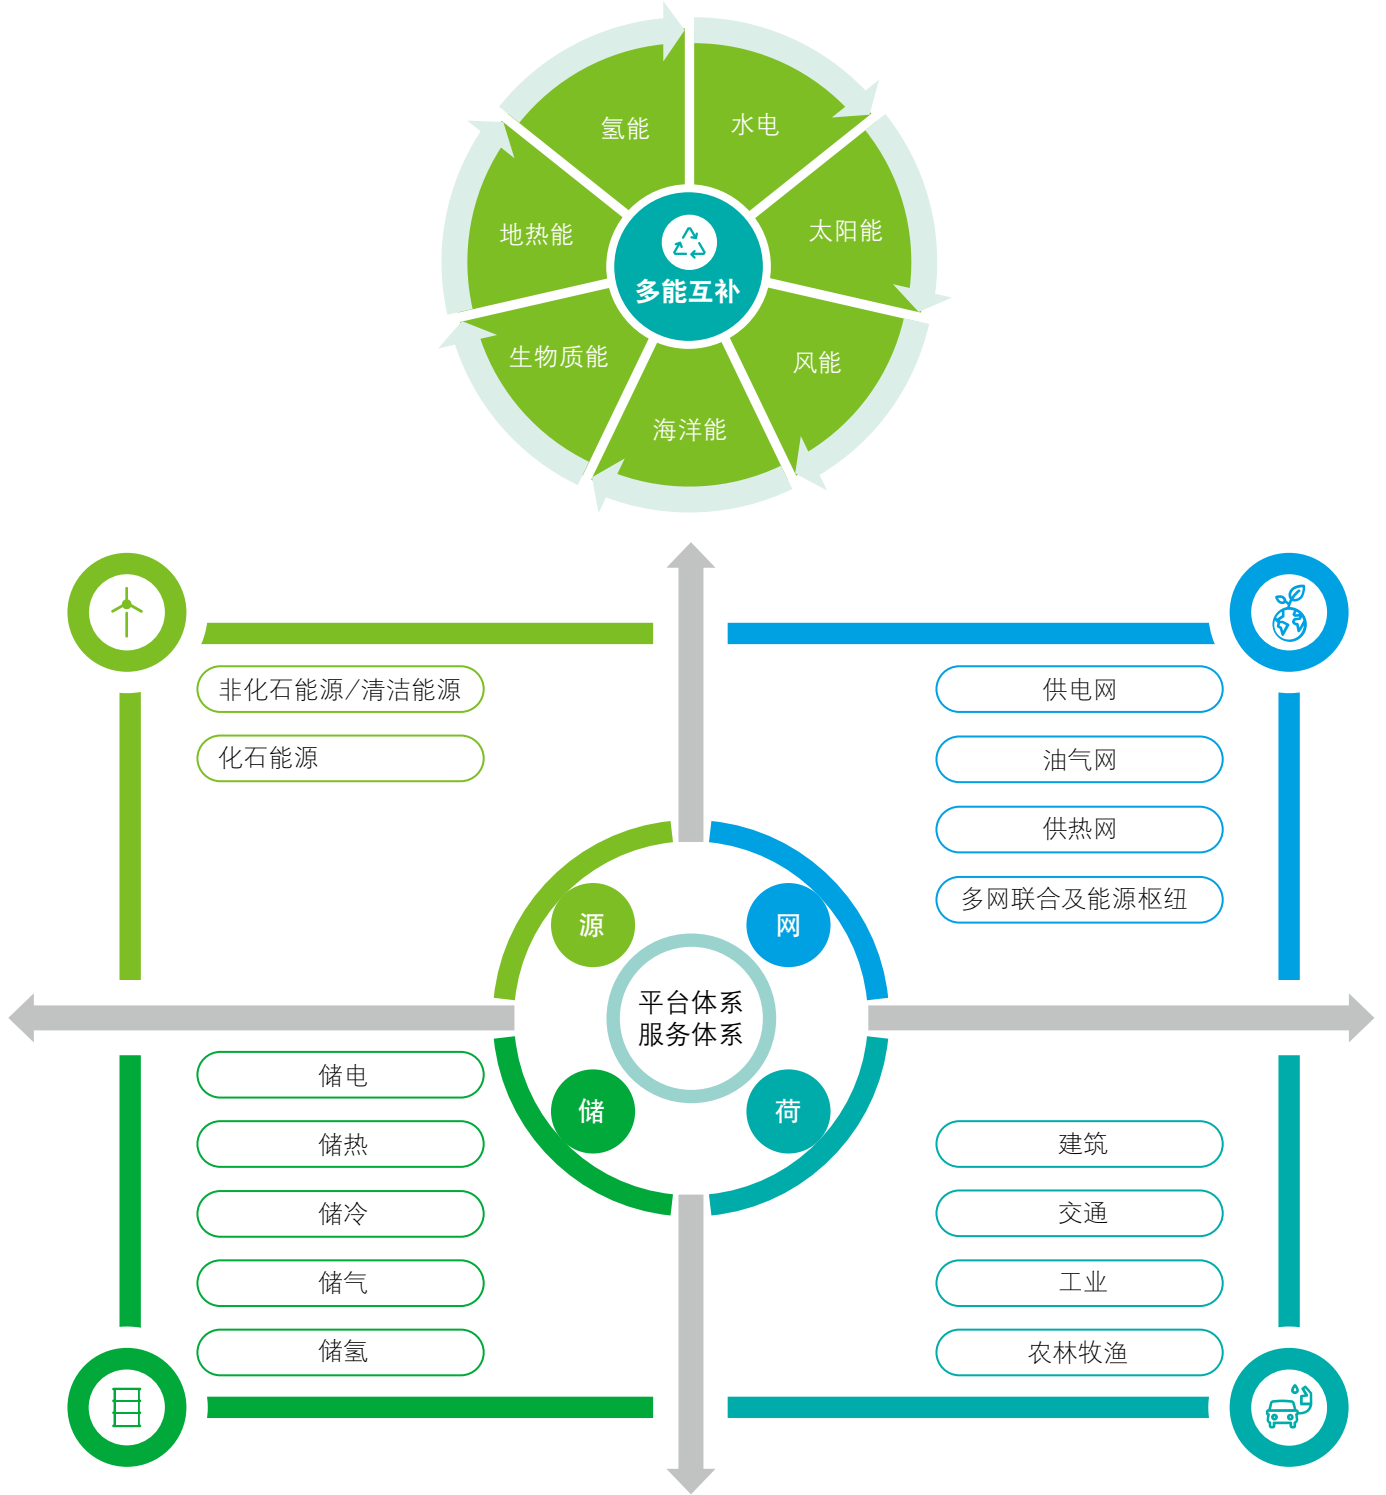 氢能
水电
地热能
太阳能
多能互补
生物质能
风能
海洋能
非化石能源/清洁能源
化石能源
供电网
油气网
供热网
多网联合及能源枢纽
源
网
平台体系
服务体系
储
荷
储电
储热
储冷
储气
储氢
建筑
交通
工业
农林牧渔